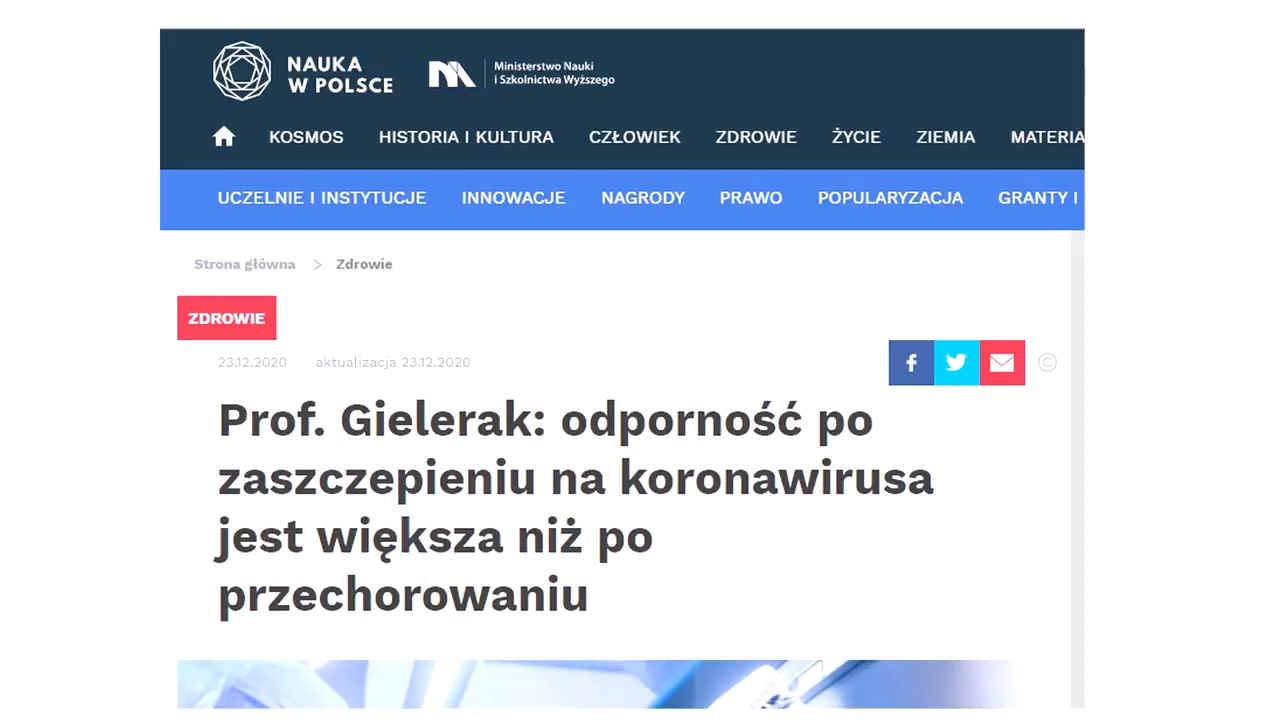 NAUKA
W POLSCE
Ministerstwo Nauki
i Szkolnictwa Wyższego
KOSMOS HISTORIA I KULTURA CZŁOWIEK ZDROWIE ŻYCIE ZIEMIA MATERIA
UCZELNIE I INSTYTUCJE INNOWACJE NAGRODY PRAWO POPULARYZACJA GRANTY I
Strona główna > Zdrowie
ZDROWIE
23.12.2020 aktualizacja 23.12.2020
©
Prof. Gielerak: odporność po
zaszczepieniu na koronawirusa
jest większa niż po
przechorowaniu